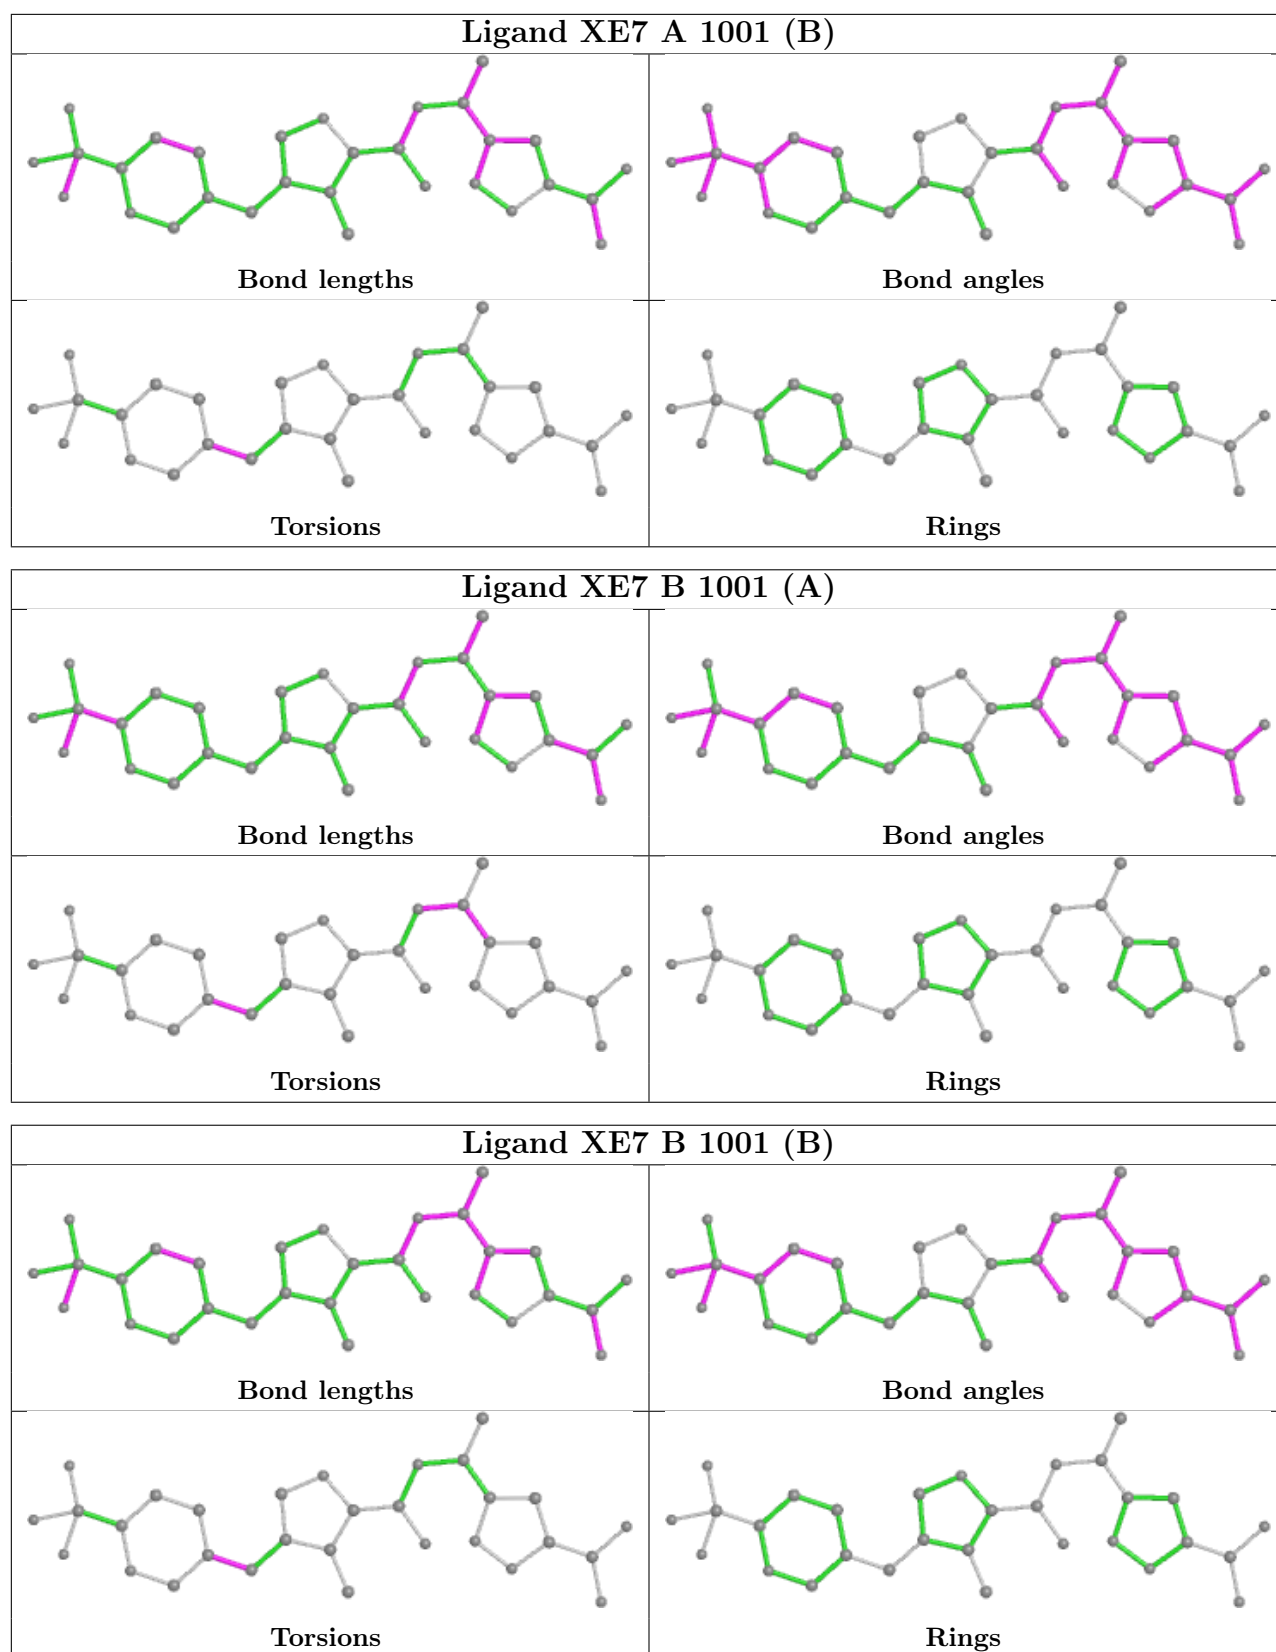 Ligand XE7 A 1001 (B)
Bond lengths
Bond angles
Torsions
Rings
Ligand XE7 B 1001 (A)
Bond lengths
Bond angles
Torsions
Rings
Ligand XE7 B 1001 (B)
Bond lengths
Bond angles
Torsions
Rings